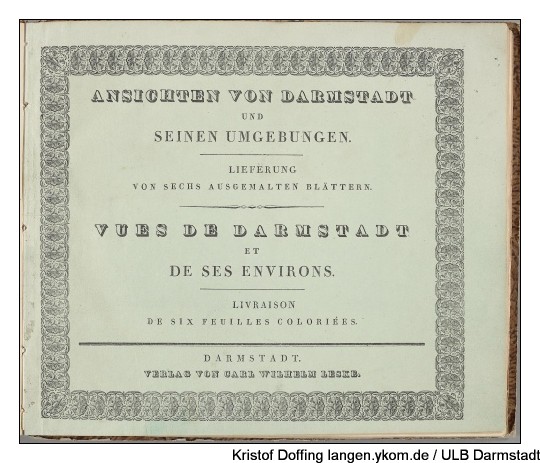 ANSICHTEN VON DARMSTADT
UND
SEINEN UMGEBUNGEN.
LIEFERUNG
VON SECHS AUSGEMALTEN BLÄTTERN.
VUES DE DARMSTADT
ET
DE SES ENVIRONS.
LIVRAISON
DE SIX FEUILLES COLORIÉES.
DARMSTADT.
VERLAG VON CARL WILHELM LESKE.
Kristof Doffing langen.ykom.de / ULB Darmstadt